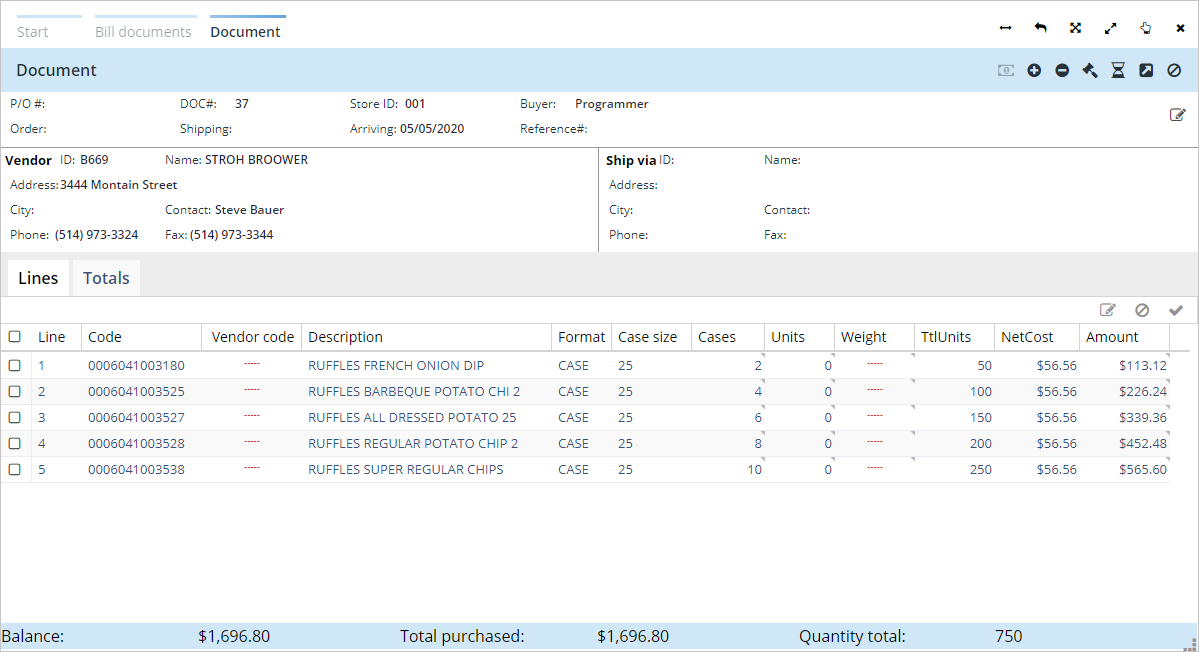 Start Bill documents Document
Document
P/O #: DOC#: 37 Store ID: 001 Buyer: Programmer
Order: Shipping: Arriving: 05/05/2020 Reference#:
Vendor ID: B669 Name: STROH BROOWER Ship via ID: Name:
Address: 3444 Montain Street Address:
City: Contact: Steve Bauer City: Contact:
Phone: (514) 973-3324 Fax: (514) 973-3344 Phone: Fax:
Lines Totals
Line Code Vendor code Description Format Case size Cases Units Weight TtlUnits NetCost Amount
1 0006041003180 ----- RUFFLES FRENCH ONION DIP CASE 25 2 0 ----- 50 $56.56 $113.12
2 0006041003525 ----- RUFFLES BARBEQUE POTATO CHI 2 CASE 25 4 0 ----- 100 $56.56 $226.24
3 0006041003527 ----- RUFFLES ALL DRESSED POTATO 25 CASE 25 6 0 ----- 150 $56.56 $339.36
4 0006041003528 ----- RUFFLES REGULAR POTATO CHIP 2 CASE 25 8 0 ----- 200 $56.56 $452.48
5 0006041003538 ----- RUFFLES SUPER REGULAR CHIPS CASE 25 10 0 ----- 250 $56.56 $565.60
Balance: $1,696.80 Total purchased: $1,696.80 Quantity total: 750